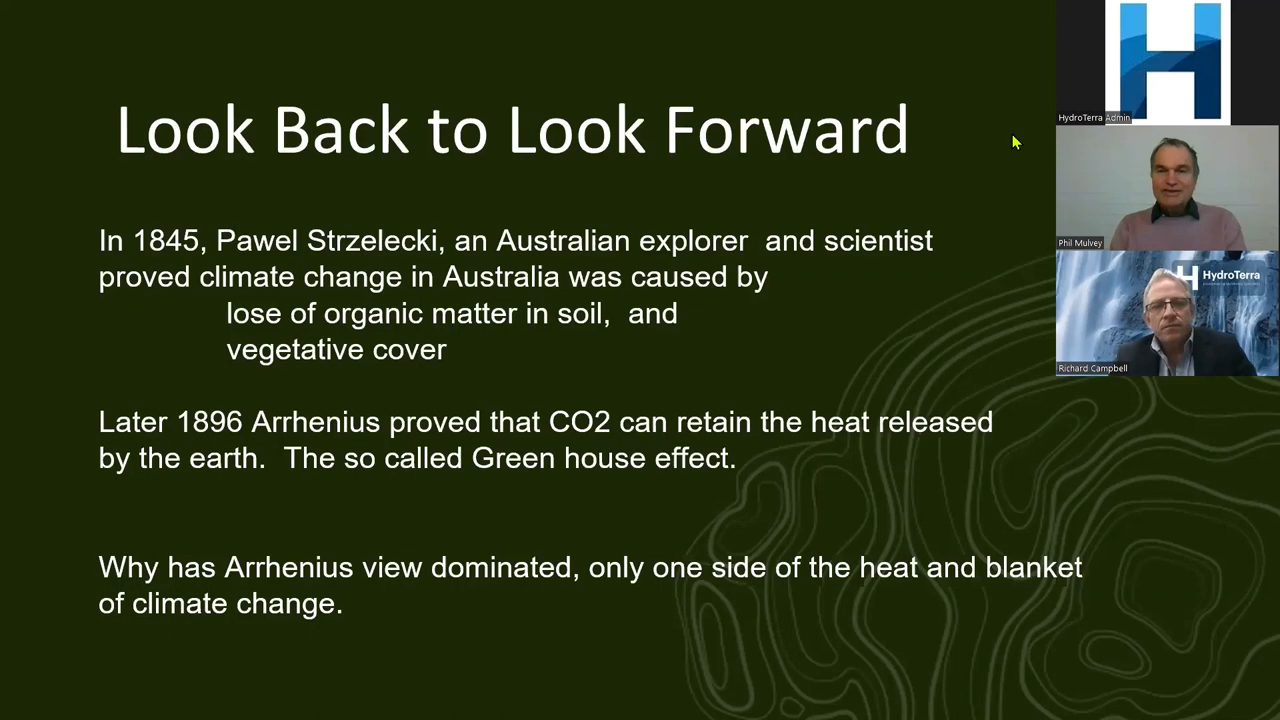 Look Back to Look Forward
In 1845, Pawel Strzelecki, an Australian explorer  and scientist
proved climate change in Australia was caused by
lose of organic matter in soil,  and
vegetative cover
Later 1896 Arrhenius proved that CO2 can retain the heat released
by the earth.  The so called Green house effect.
Why has Arrhenius view dominated, only one side of the heat and blanket
of climate change.
H
HydroTerra Admin
Phil Mulvey
H HydroTerra
Richard Campbell